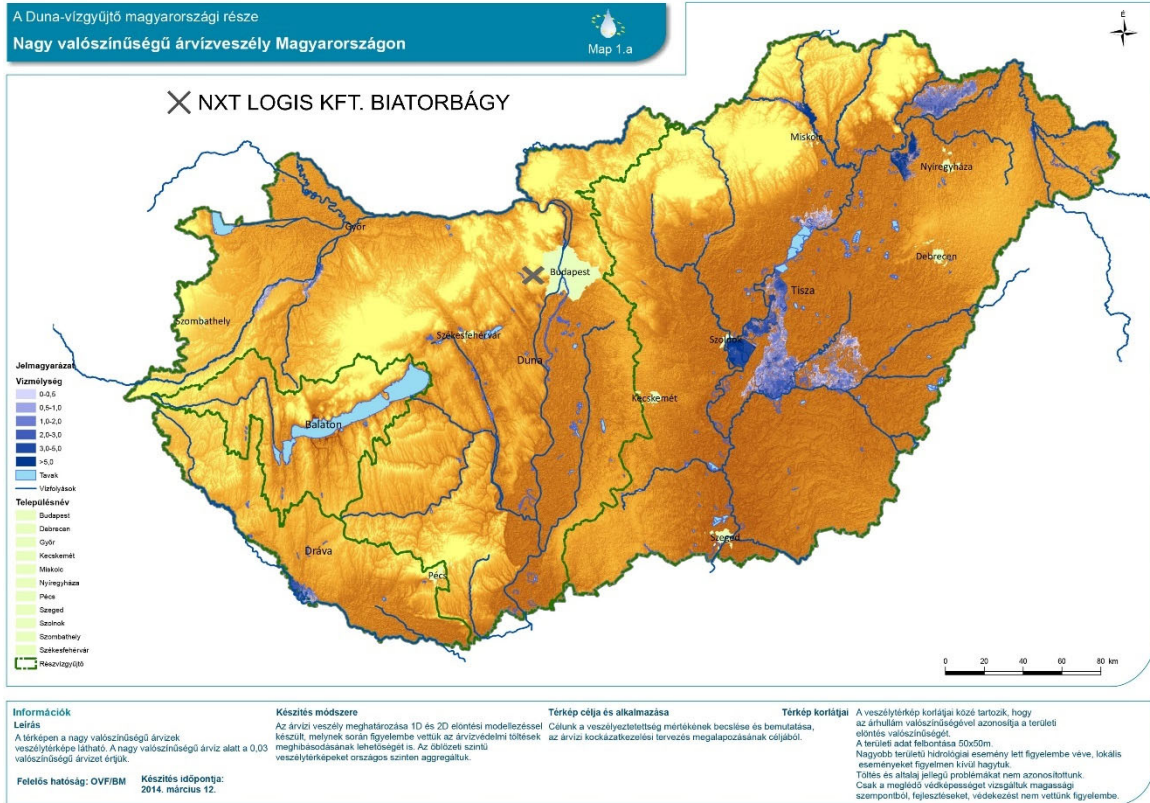 A Duna-vízgyűjtő magyarországi része
Nagy valószínűségű árvízveszély Magyarországon
Map 1.a
É
NXT LOGIS KFT. BIATORBÁGY
Miskolc
Nyíregyháza
Győr
Budapest
Debrecen
Tisza
Szombathely
Székesfehérvár
Szolnok
Duna
Kecskemét
Balaton
Szeged
Dráva
Pécs
Jelmagyarázat
Vízmélység
0-0,5
0,5-1,0
1,0-2,0
2,0-3,0
3,0-5,0
>5,0
Tavak
Vízfolyások
Településnév
Budapest
Debrecen
Győr
Kecskemét
Miskolc
Nyíregyháza
Pécs
Szeged
Szolnok
Szombathely
Székesfehérvár
Részvízgyűjtő
0 20 40 60 80 km
Információk
Leírás
A térképen a nagy valószínűségű árvizek
veszélytérképe látható. A nagy valószínűségű árvíz alatt a 0,03
valószínűségű árvizet értjük.
Felelős hatóság: OVF/BM
Készítés időpontja:
2014. március 12.
Készítés módszere
Az árvízi veszély meghatározása 1D és 2D elöntési modellezéssel
készült, melynek során figyelembe vettük az árvízvédelmi töltések
meghibásodásának lehetőségét is. Az öblözeti szintű
veszélytérképeket országos szinten aggregáltuk.
Térkép célja és alkalmazása
Célunk a veszélyeztetettség mértékének becslése és bemutatása,
az árvízi kockázatkezelési tervezés megalapozásának céljából.
Térkép korlátjai
A veszélytérkép korlátjai közé tartozik, hogy
az árhullám valószínűségével azonosítja a területi
elöntés valószínűségét.
A területi adat felbontása 50x50m.
Nagyobb területű hidrológiai esemény lett figyelembe véve, lokális
eseményeket figyelmen kívül hagytuk.
Töltés és altalaj jellegű problémákat nem azonosítottunk.
Csak a meglédő védképességet vizsgáltuk magassági
szempontból, fejlesztéseket, védekezést nem vettünk figyelembe.